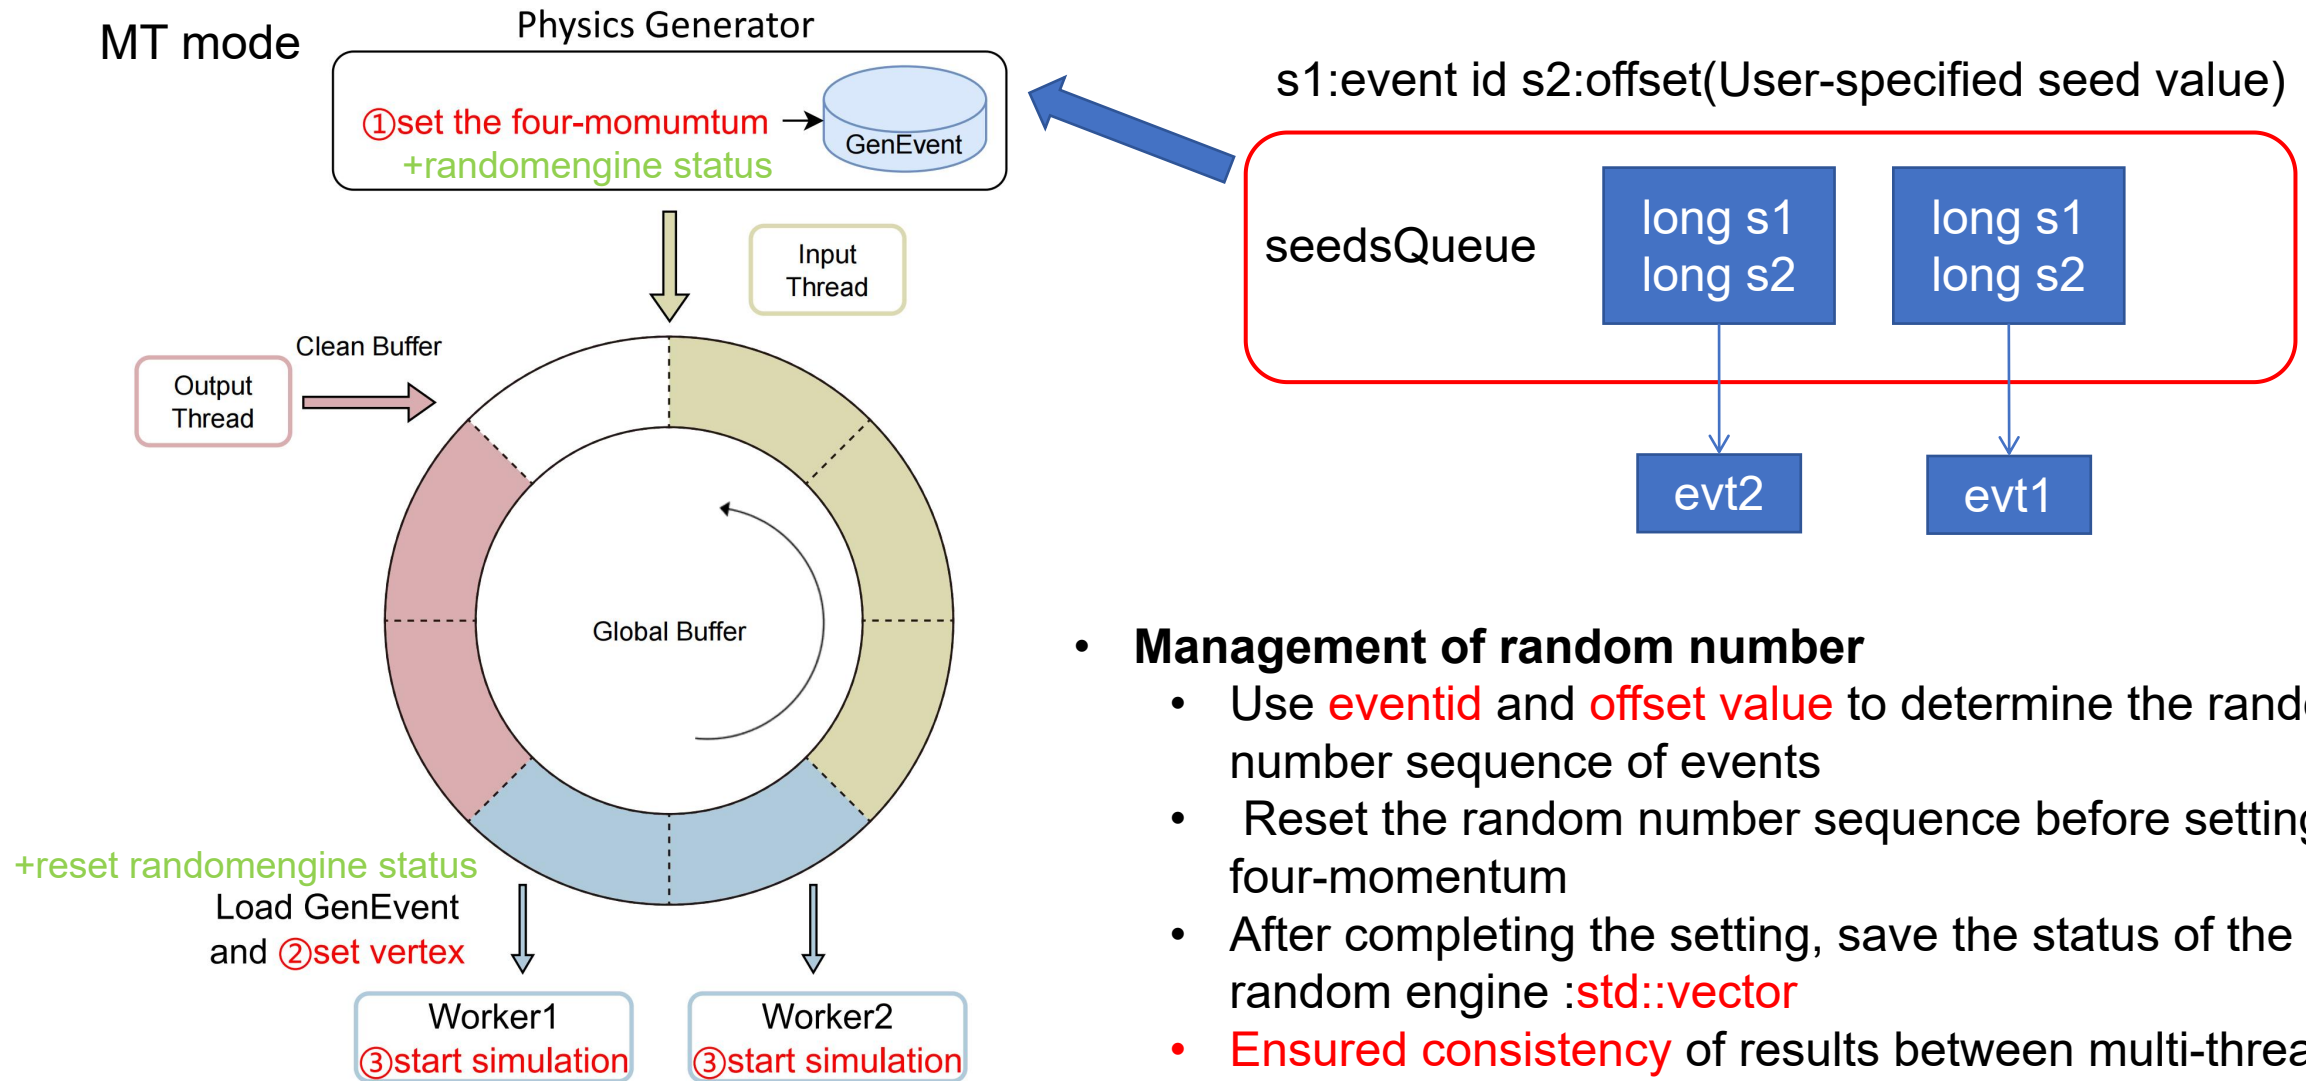 MT mode
Physics Generator
①set the four-momumtum
+randomengine status
GenEvent
Input
Thread
Clean Buffer
Output
Thread
Global Buffer
+reset randomengine status
Load GenEvent
and ②set vertex
Worker1
③start simulation
Worker2
③start simulation
s1:event id s2:offset(User-specified seed value)
seedsQueue
long s1
long s2
long s1
long s2
evt2
evt1
• Management of random number
• Use eventid and offset value to determine the
number sequence of events
• Reset the random number sequence before setting
four-momentum
• After completing the setting, save the status of the
random engine :std::vector
• Ensured consistency of results between